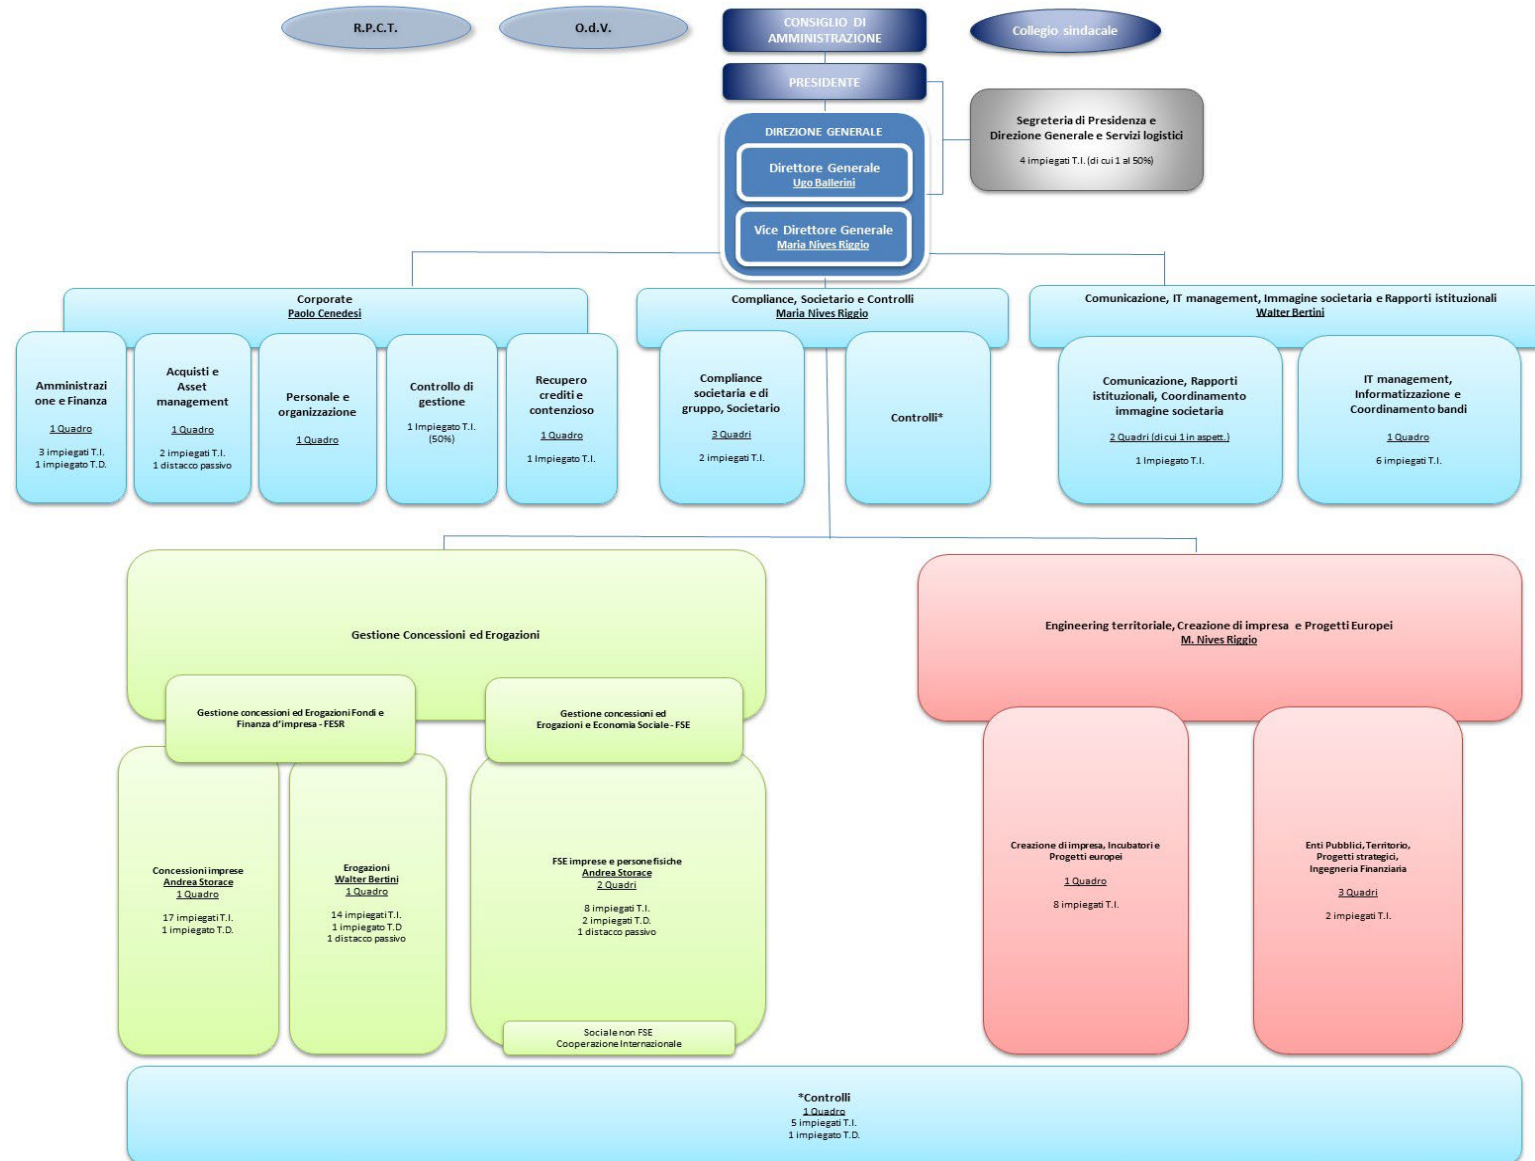 R.P.C.T.
O.d.V.
CONSIGLIO DI
AMMINISTRAZIONE
Collegio sindacale
PRESIDENTE
Segreteria di Presidenza e
Direzione Generale e Servizi logistici
4 impiegati T.I. (di cui 1 al 50%)
DIREZIONE GENERALE
Direttore Generale
Ugo Ballerini
Vice Direttore Generale
Maria Nives Riggio
Corporate
Paolo Cenedesi
Compliance, Societario e Controlli
Maria Nives Riggio
Comunicazione, IT management, Immagine societaria e Rapporti istituzionali
Walter Bertini
Amministrazi
one e Finanza
1 Quadro
3 impiegati T.I.
1 impiegato T.D.
Acquisti e
Asset
management
1 Quadro
2 impiegati T.I.
1 distacco passivo
Personale e
organizzazione
1 Quadro
Controllo di
gestione
1 Impiegato T.I.
(50%)
Recupero
crediti e
contenzioso
1 Quadro
1 Impiegato T.I.
Compliance
societaria e di
gruppo, Societario
3 Quadri
2 impiegati T.I.
Controlli*
Comunicazione, Rapporti
istituzionali, Coordinamento
immagine societaria
2 Quadri (di cui 1 in aspett.)
1 Impiegato T.I.
IT management,
Informatizzazione e
Coordinamento bandi
1 Quadro
6 impiegati T.I.
Gestione Concessioni ed Erogazioni
Engineering territoriale, Creazione di impresa e Progetti Europei
M. Nives Riggio
Gestione concessioni ed Erogazioni Fondi e
Finanza d'impresa - FESR
Gestione concessioni ed
Erogazioni e Economia Sociale - FSE
Concessioni imprese
Andrea Storace
1 Quadro
17 impiegati T.I.
1 impiegato T.D.
Erogazioni
Walter Bertini
1 Quadro
14 impiegati T.I.
1 impiegato T.D
1 distacco passivo
FSE imprese e persone fisiche
Andrea Storace
2 Quadri
8 impiegati T.I.
2 impiegati T.D.
1 distacco passivo
Sociale non FSE
Cooperazione Internazionale
Creazione di impresa, Incubatori e
Progetti europei
1 Quadro
8 impiegati T.I.
Enti Pubblici, Territorio,
Progetti strategici,
Ingegneria Finanziaria
3 Quadri
2 impiegati T.I.
*Controlli
1 Quadro
5 impiegati T.I.
1 impiegato T.D.